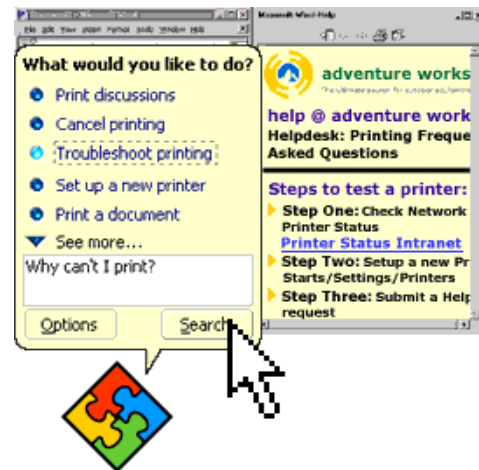 What would you like to do?
Print discussions
Cancel printing
Troubleshoot printing
Set up a new printer
Print a document
See more...
Why can't I print?
Options
Search
Microsoft Word Help
adventure works
help @ adventure work
Helpdesk: Printing Freque
Asked Questions
Steps to test a printer:
Step One: Check Network
Printer Status
Printer Status Intranet
Step Two: Setup a new Pr
Starts/Settings/Printers
Step Three: Submit a Help
request